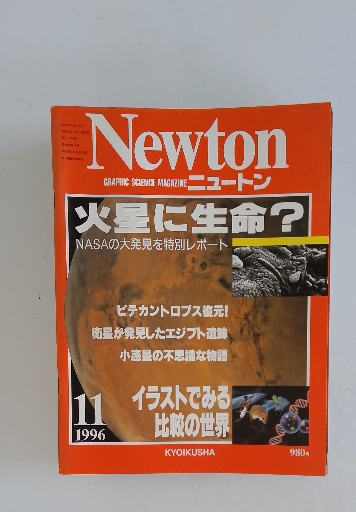 Newton
GRAPHIC SCIENCE MAGAZINE ニュートン
火星に生命?
NASAの大発見を特別レポート
ピテカントロプス復元!
衛星が発見したエジプト遺跡
小惑星の不思議な物語
イラストでみる
比較の世界
11
1996
KYOIKUSHA
980円